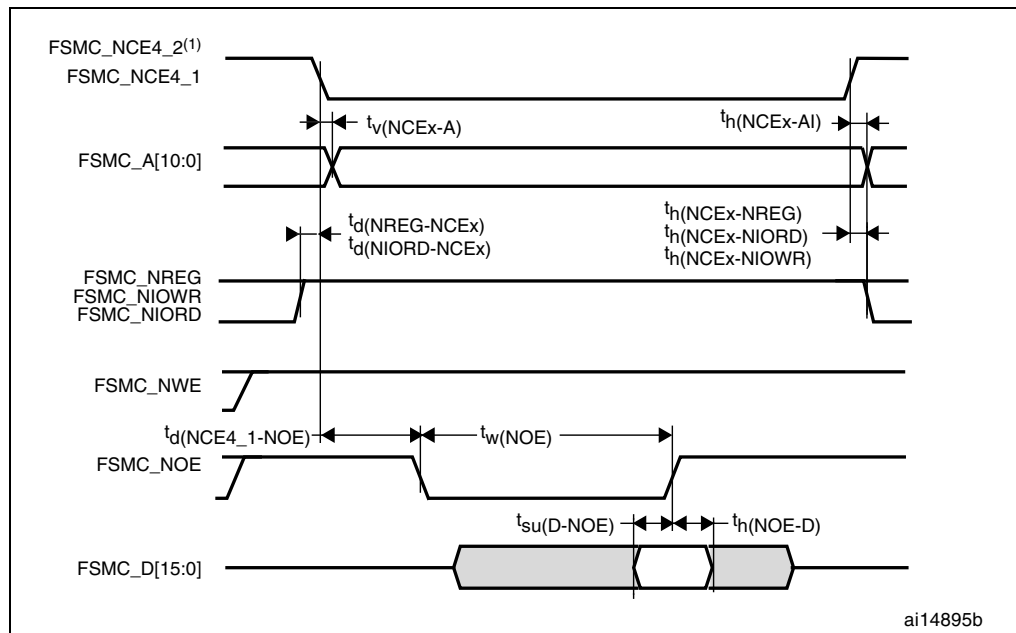 FSMC_NCE4_2(1)
FSMC_NCE4_1
tv(NCEx-A)
th(NCEx-AI)
FSMC_A[10:0]
td(NREG-NCEx)
td(NIORD-NCEx)
th(NCEx-NREG)
th(NCEx-NIORD)
th(NCEx-NIOWR)
FSMC_NREG
FSMC_NIOWR
FSMC_NIORD
FSMC_NWE
td(NCE4_1-NOE)
tw(NOE)
FSMC_NOE
tsu(D-NOE)
th(NOE-D)
FSMC_D[15:0]
ai14895b